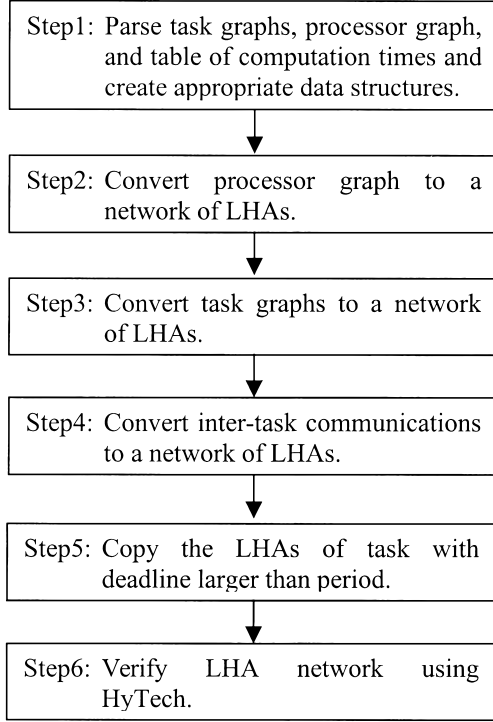 Step1: Parse task graphs, processor graph,
and table of computation times and
create appropriate data structures.
Step2: Convert processor graph to a
network of LHAs.
Step3: Convert task graphs to a network
of LHAs.
Step4: Convert inter-task communications
to a network of LHAs.
Step5: Copy the LHAs of task with
deadline larger than period.
Step6: Verify LHA network using
HyTech.